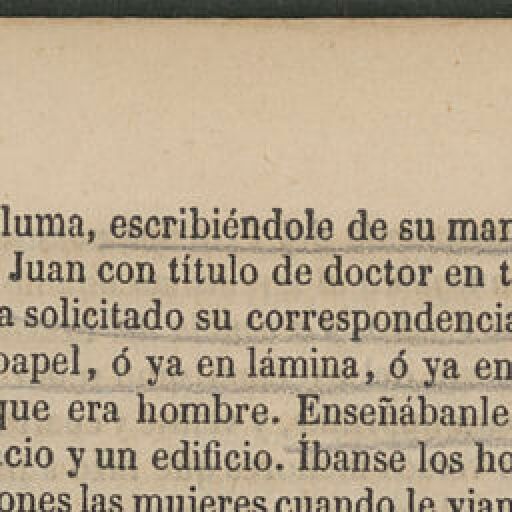 luma, escribiéndole de su man
Juan con título de doctor en t
a solicitado su correspondencia
papel, ó ya en lámina, ó ya en
que era hombre. Enseñábanle
cio y un edificio. Íbanse los ho
ones las mujeres cuando le vian